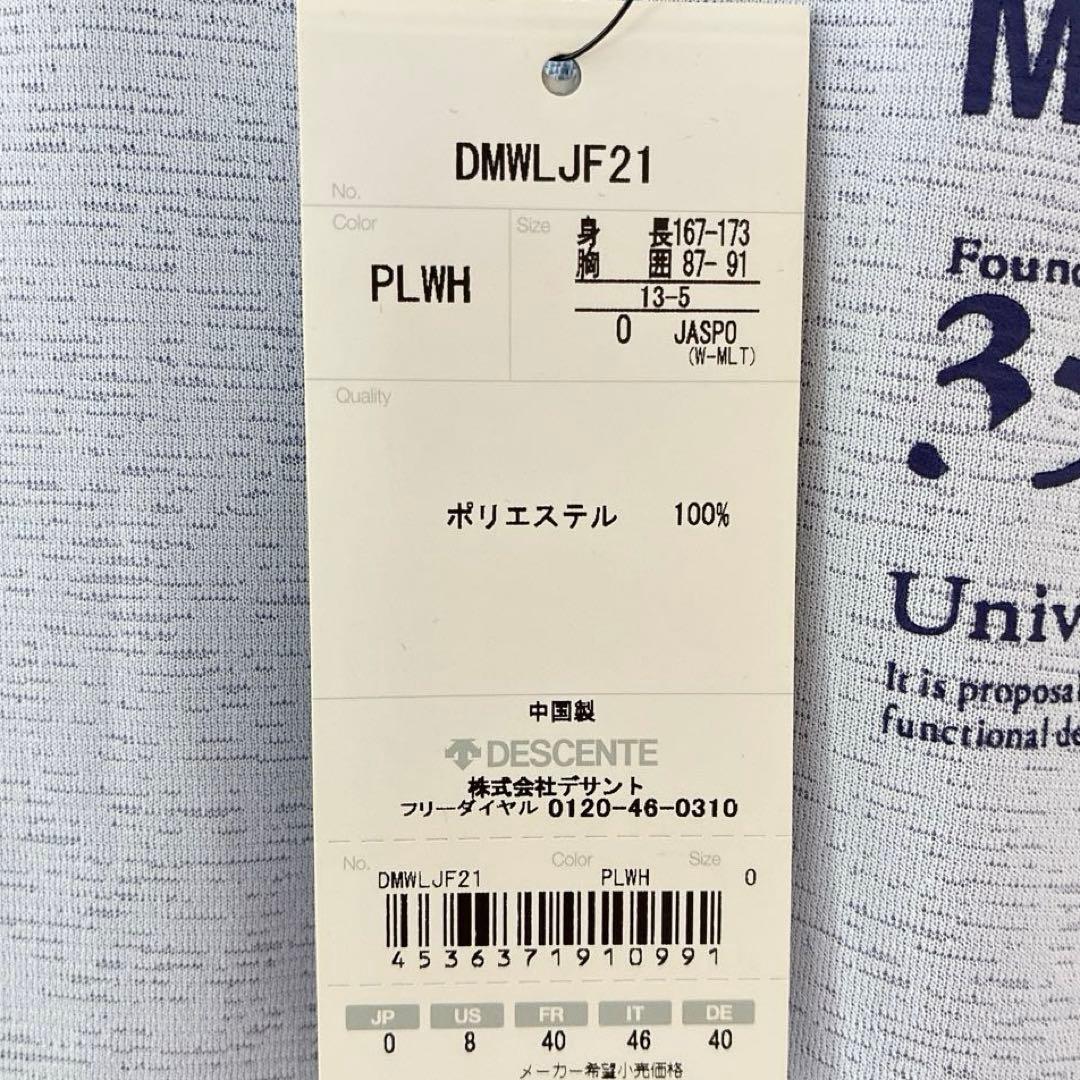 DMWLJF21
No.
Color
PLWH
Size
身 長167-173
胸 囲 87- 91
13-5
O JASPO
(W-MLT)
Quality
ポリエステル 100%
中国製
DESCENTE
株式会社デサント
フリーダイヤル 0120-46-0310
No. Color Size
DMWLJF21 PLWH O
4536371910991
JP US FR IT DE
O 8 40 46 40
メーカー希望小売価格
M
Foun
Univ
It is proposal
functional de